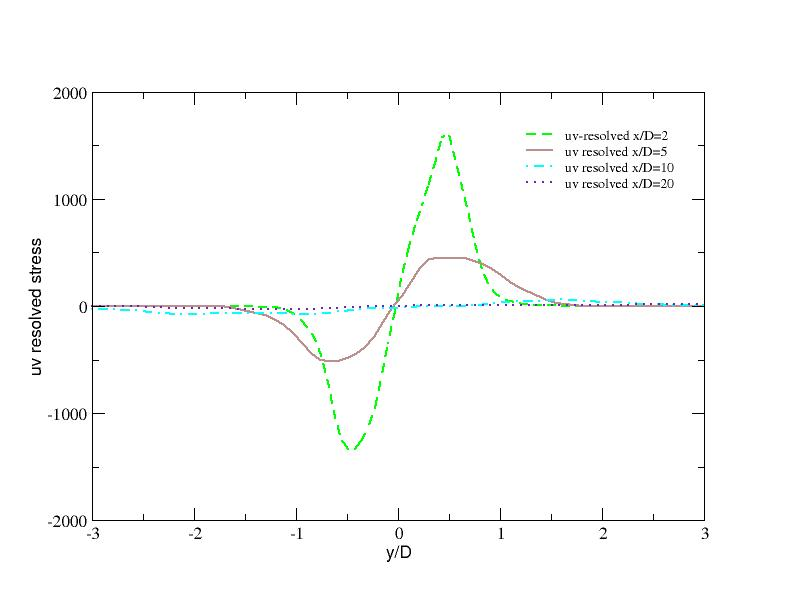 2000
1000
0
-1000
-2000
uv resolved stress
uv-resolved x/D=2
uv resolved x/D=5
uv resolved x/D=10
uv resolved x/D=20
-3
-2
-1
0
1
2
3
y/D